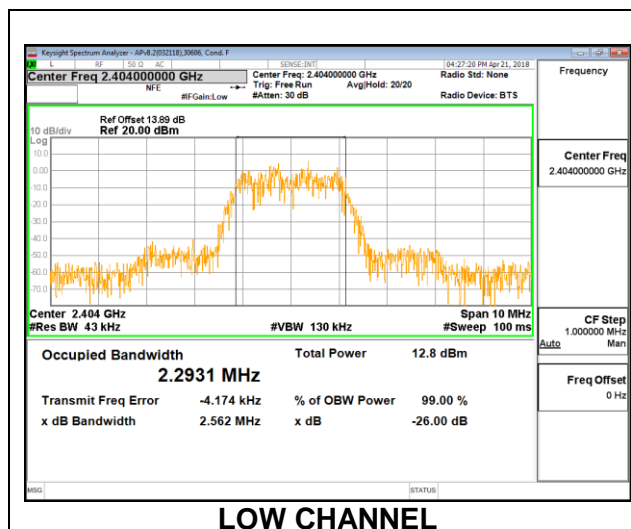 Keysight Spectrum Analyzer - APv8.2(032118),30606, Cond. F
L RF 50 Ω AC SENSE:INT 04:27:20 PM Apr 21, 2018
Center Freq 2.404000000 GHz Center Freq: 2.404000000 GHz Radio Std: None Frequency
NFE Trig: Free Run Avg|Hold: 20/20
#IFGain:Low #Atten: 30 dB Radio Device: BTS
Ref Offset 13.89 dB
10 dB/div Ref 20.00 dBm
Log
10.0
0.00
-10.0
-20.0
-30.0
-40.0
-50.0
-60.0
-70.0
Center Freq
2.404000000 GHz
Center 2.404 GHz Span 10 MHz
#Res BW 43 kHz #VBW 130 kHz #Sweep 100 ms
CF Step
1.000000 MHz
Auto Man
Occupied Bandwidth Total Power 12.8 dBm
2.2931 MHz
Transmit Freq Error -4.174 kHz % of OBW Power 99.00 %
x dB Bandwidth 2.562 MHz x dB -26.00 dB
Freq Offset
0 Hz
MSG STATUS
LOW CHANNEL